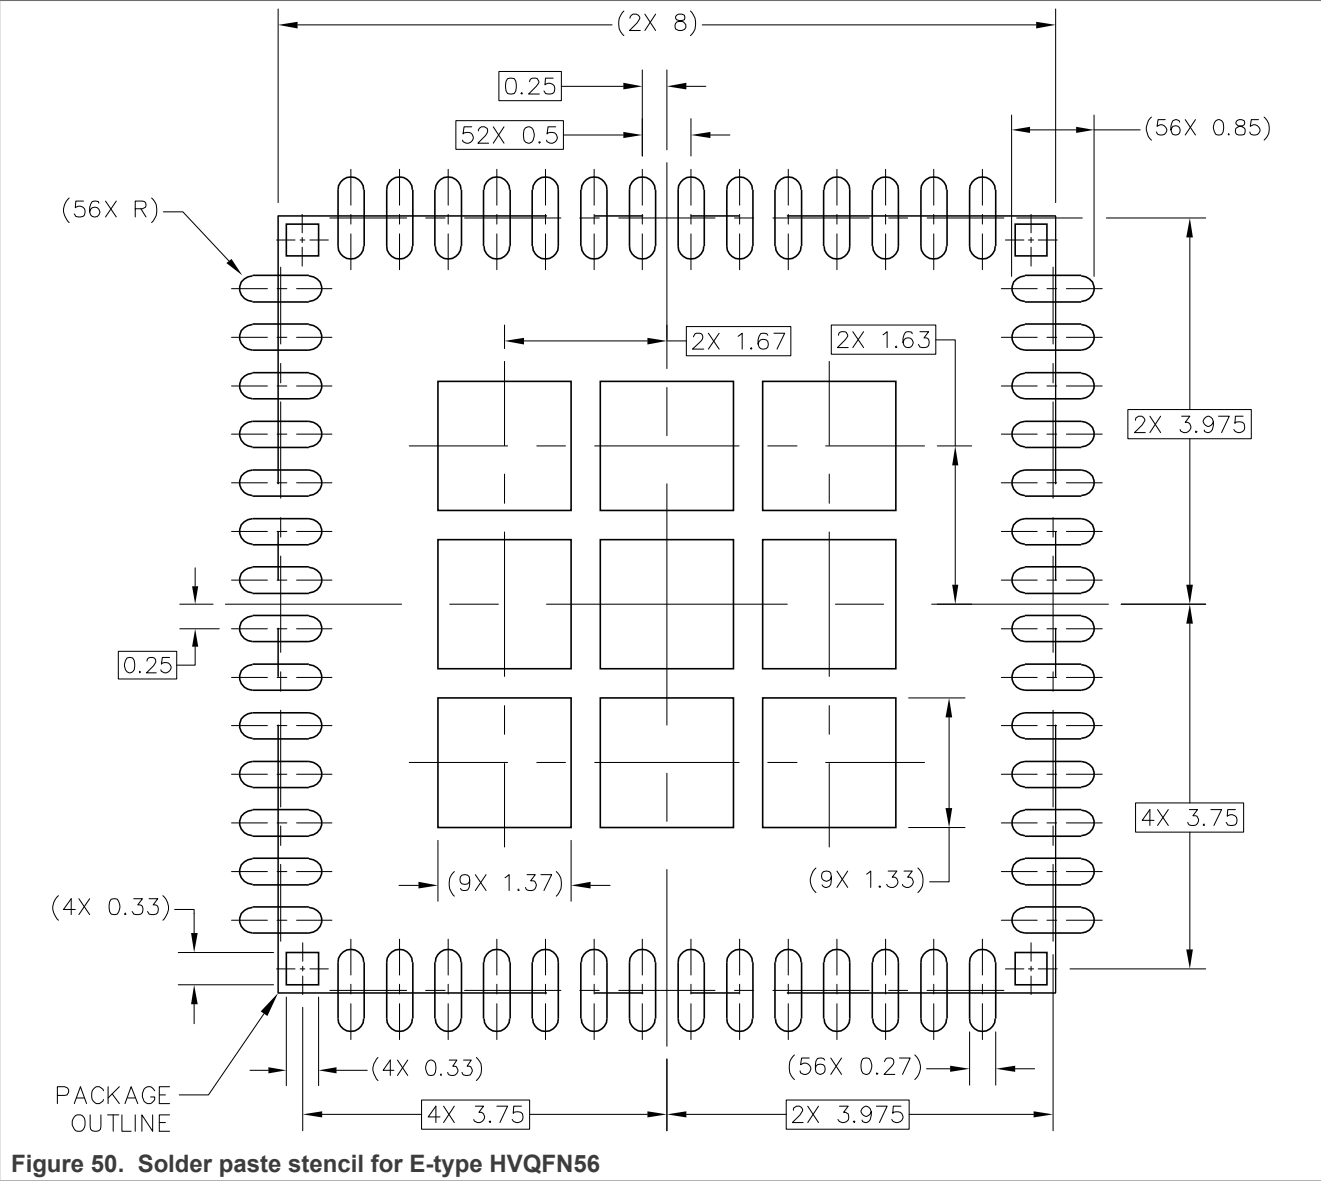 (2X 8)
0.25
52X 0.5
(56X 0.85)
(56X R)
2X 1.67
2X 1.63
2X 3.975
0.25
4X 3.75
(9X 1.37)
(9X 1.33)
(4X 0.33)
(4X 0.33)
(56X 0.27)
PACKAGE
OUTLINE
4X 3.75
2X 3.975
Figure 50. Solder paste stencil for E-type HVQFN56